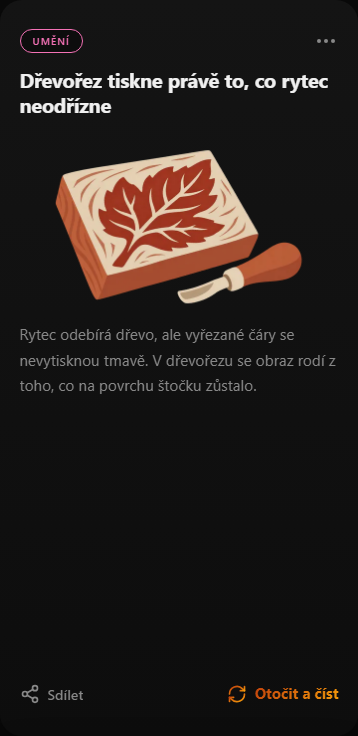 UMĚNÍ
Dřevořez tiskne právě to, co rytec
neodřízne
Rytec odebírá dřevo, ale vyřezané čáry se
nevytisknou tmavě. V dřevořezu se obraz rodí z
toho, co na povrchu štočku zůstalo.
Sdílet
Otočit a číst